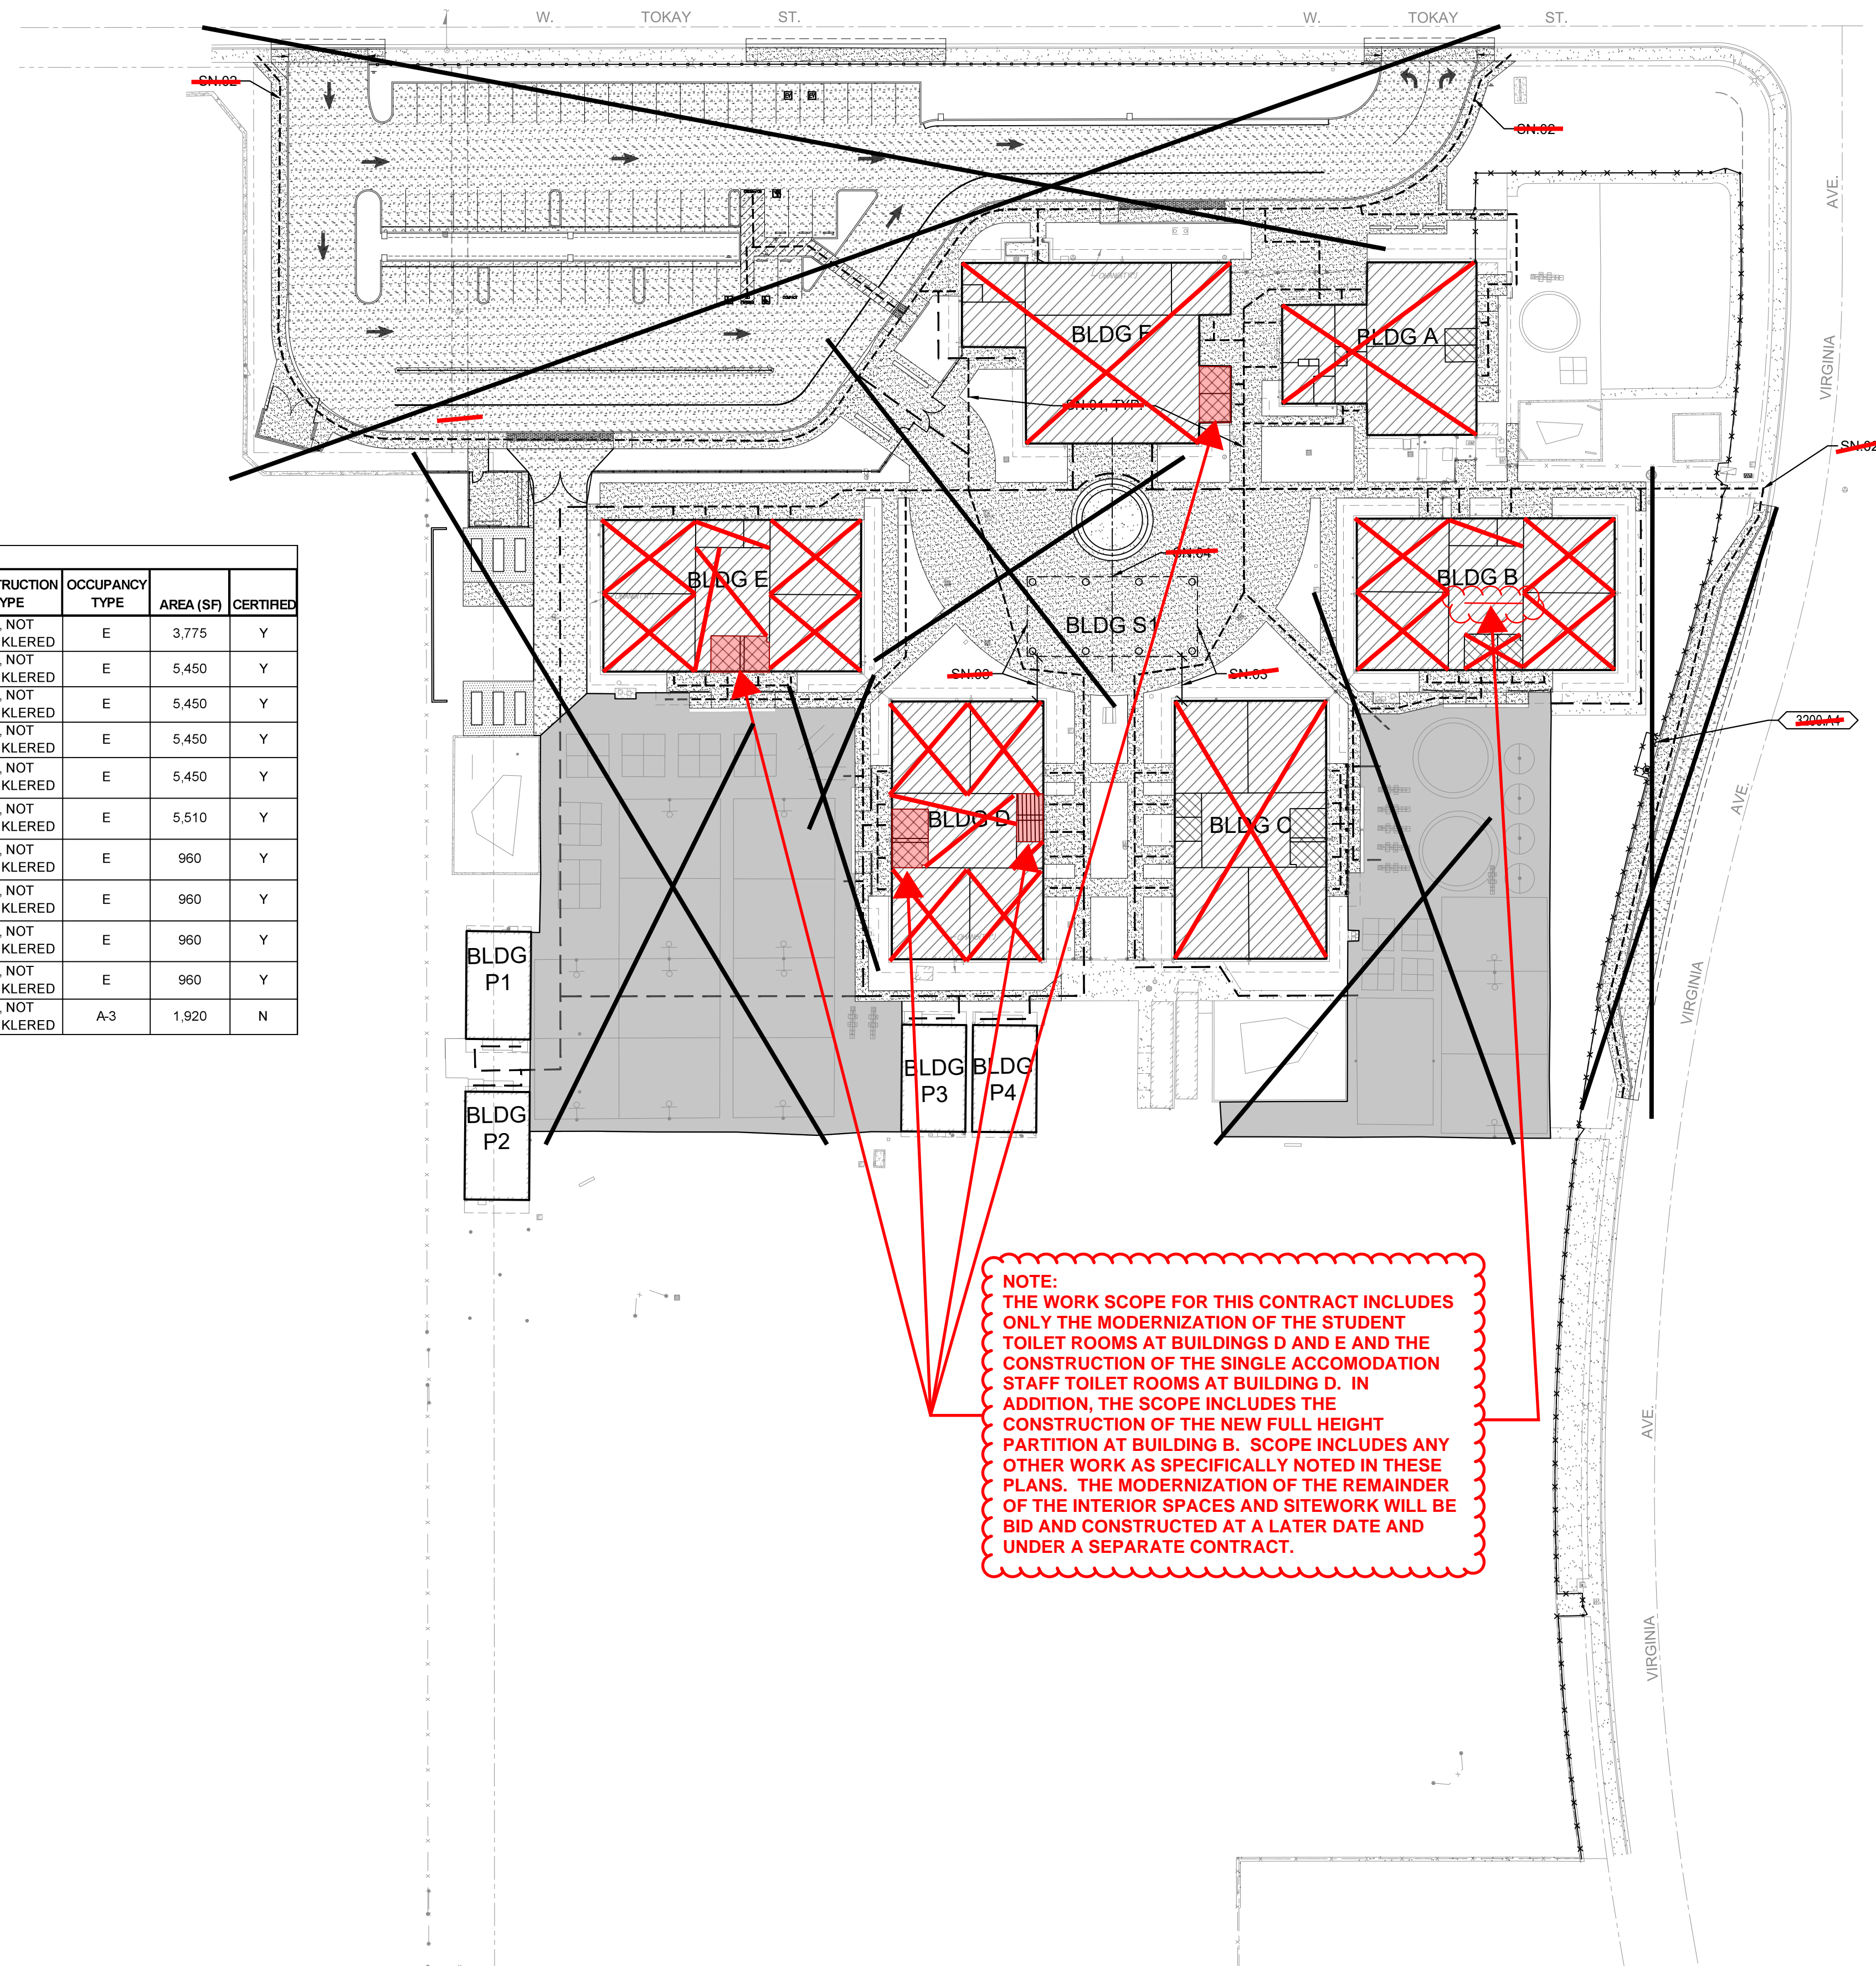 W. TOKAY ST.
W. TOKAY ST.
SN.02
SN.02
AVE.
VIRGINIA
BLDG F
BLDG A
SN.01, TYP.
SN.02
BLDG E
BLDG B
SN.04
BLDG S1
SN.03
SN.03
3200.A1
BLDG D
BLDG C
AVE.
VIRGINIA
BLDG
P1
BLDG
P2
BLDG
P3
BLDG
P4
TRUCTION OCCUPANCY
YPE TYPE AREA (SF) CERTIFIED
, NOT
KLERED E 3,775 Y
, NOT
KLERED E 5,450 Y
, NOT
KLERED E 5,450 Y
, NOT
KLERED E 5,450 Y
, NOT
KLERED E 5,450 Y
, NOT
KLERED E 5,510 Y
, NOT
KLERED E 960 Y
, NOT
KLERED E 960 Y
, NOT
KLERED E 960 Y
, NOT
KLERED E 960 Y
, NOT
KLERED A-3 1,920 N
NOTE:
THE WORK SCOPE FOR THIS CONTRACT INCLUDES
ONLY THE MODERNIZATION OF THE STUDENT
TOILET ROOMS AT BUILDINGS D AND E AND THE
CONSTRUCTION OF THE SINGLE ACCOMODATION
STAFF TOILET ROOMS AT BUILDING D. IN
ADDITION, THE SCOPE INCLUDES THE
CONSTRUCTION OF THE NEW FULL HEIGHT
PARTITION AT BUILDING B. SCOPE INCLUDES ANY
OTHER WORK AS SPECIFICALLY NOTED IN THESE
PLANS. THE MODERNIZATION OF THE REMAINDER
OF THE INTERIOR SPACES AND SITEWORK WILL BE
BID AND CONSTRUCTED AT A LATER DATE AND
UNDER A SEPARATE CONTRACT.
AVE.
VIRGINIA